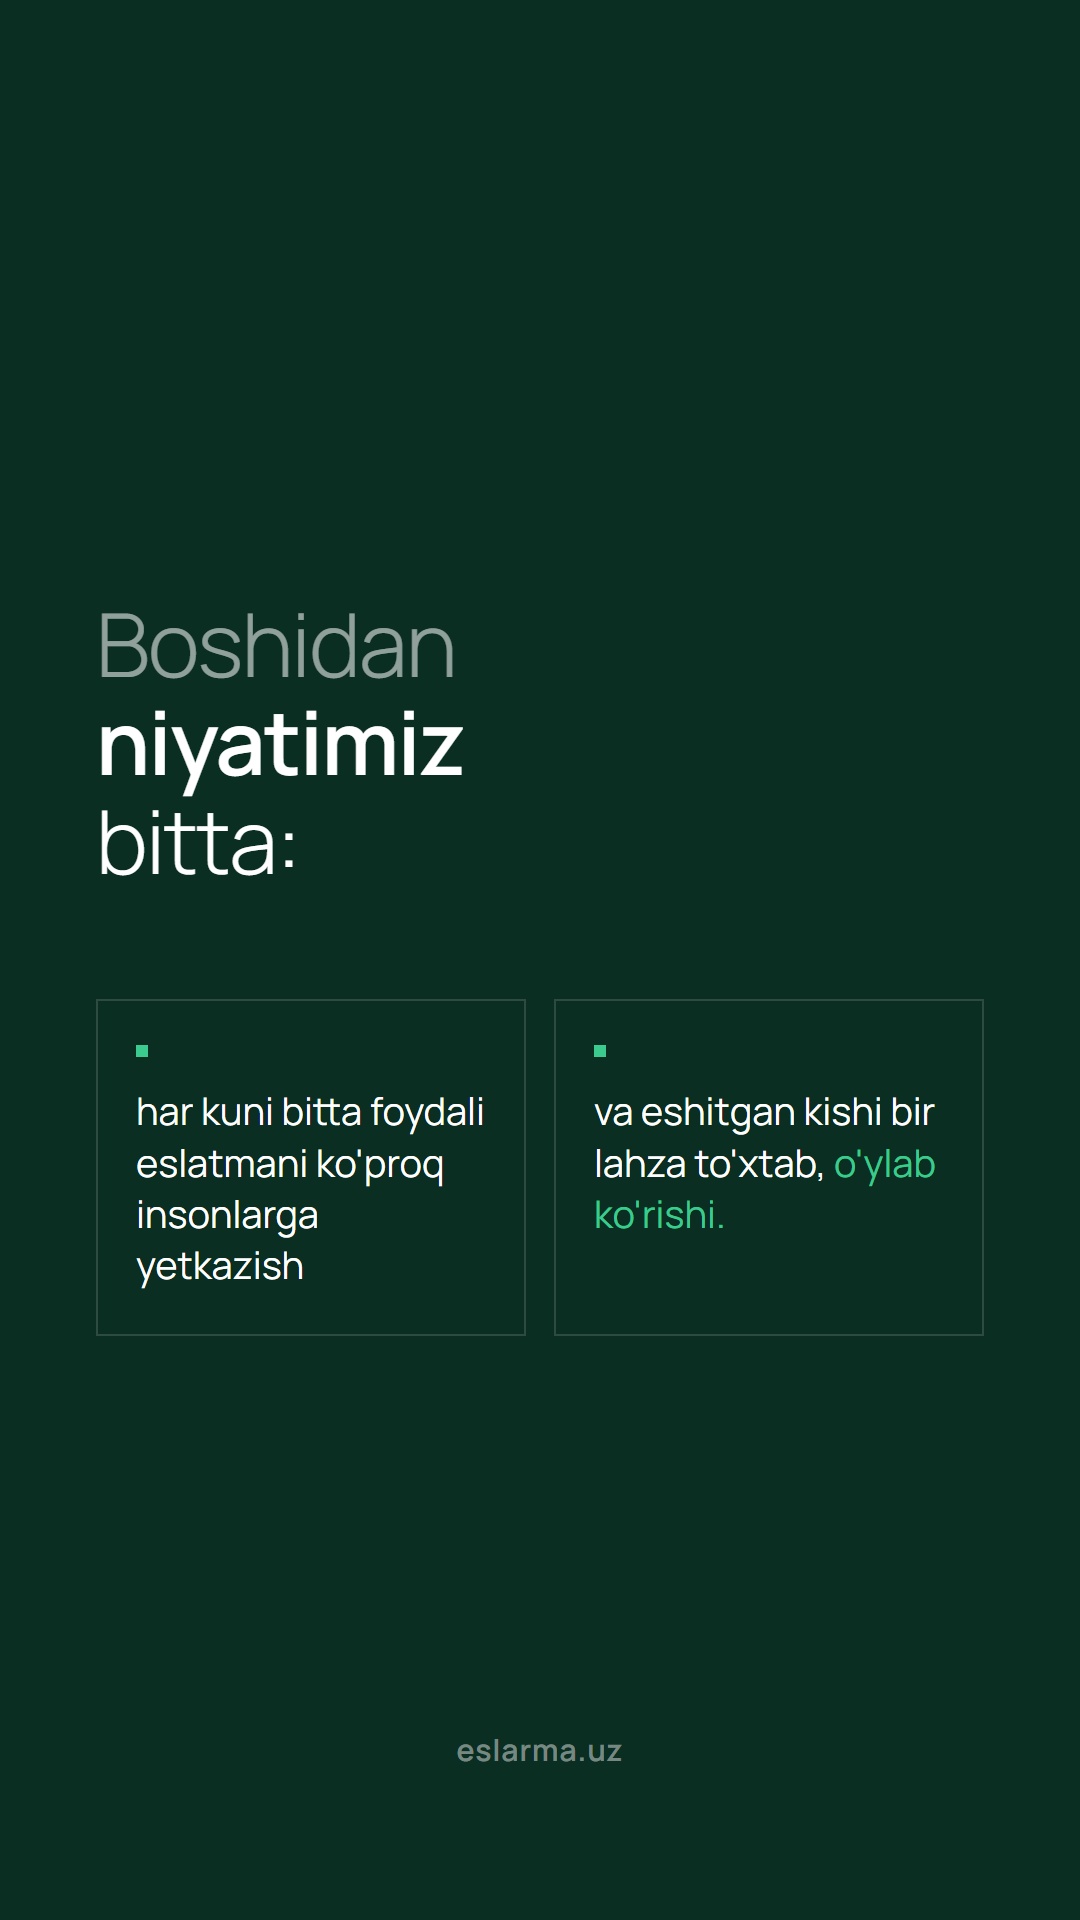 Boshidan
niyatimiz
bitta:
har kuni bitta foydali
eslatmani ko'proq
insonlarga
yetkazish
va eshitgan kishi bir
lahza to'xtab, o'ylab
ko'rishi.
eslarma.uz